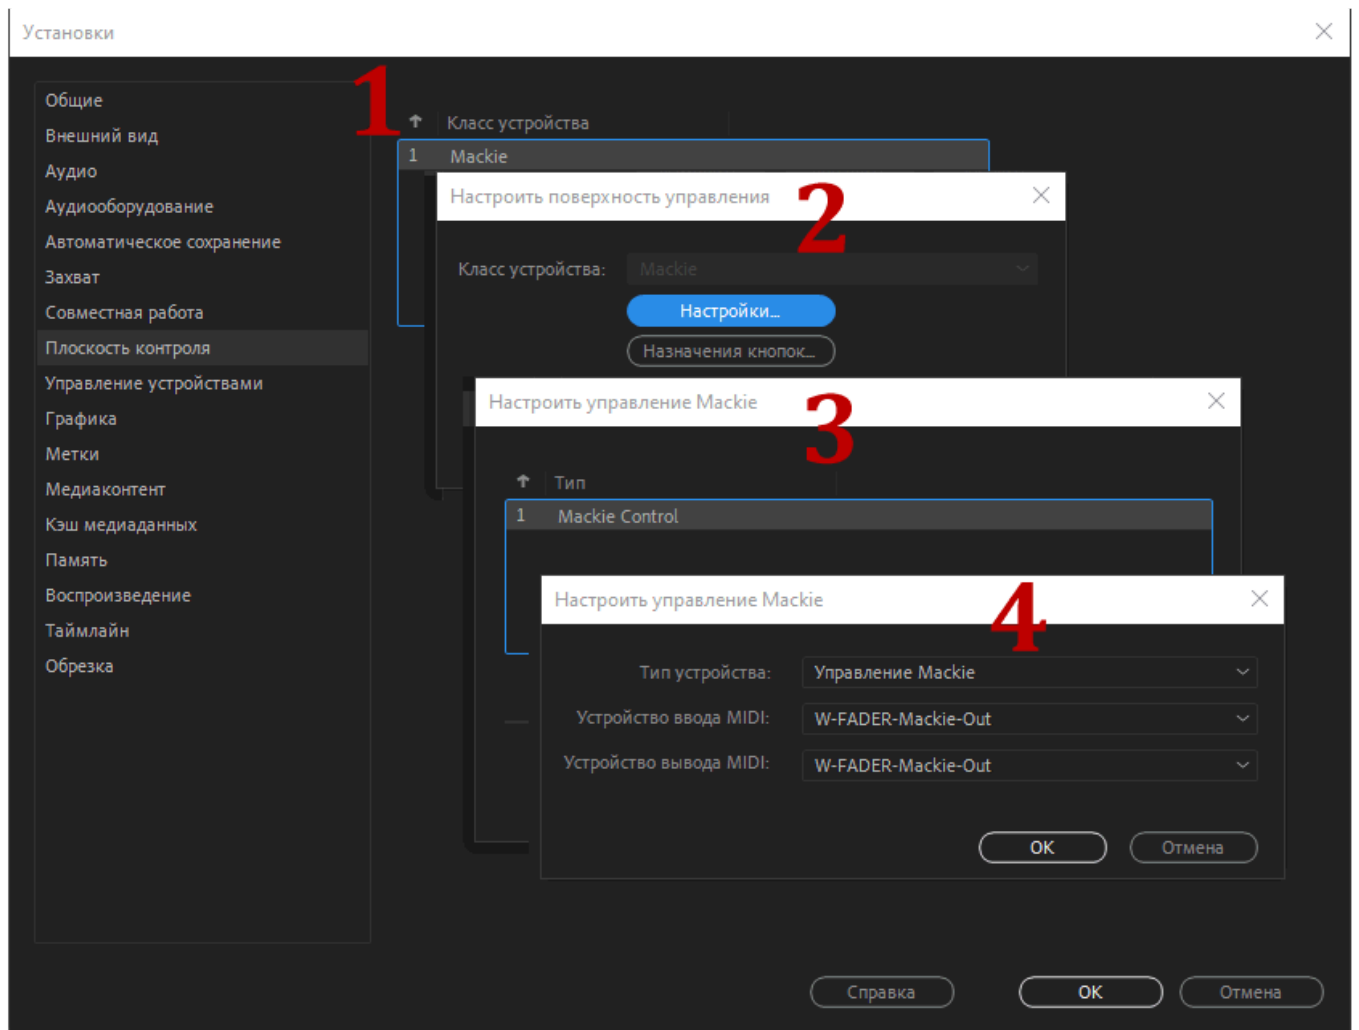 Установки
Общие
Внешний вид
Аудио
Аудиооборудование
Автоматическое сохранение
Захват
Совместная работа
Плоскость контроля
Управление устройствами
Графика
Метки
Медиаконтент
Кэш медиаданных
Память
Воспроизведение
Таймлайн
Обрезка
1
Класс устройства
1 Mackie
Настроить поверхность управления
2
Класс устройства: Mackie
Настройки...
Назначения кнопок...
Настроить управление Mackie
3
Тип
1 Mackie Control
Настроить управление Mackie
4
Тип устройства: Управление Mackie
Устройство ввода MIDI: W-FADER-Mackie-Out
Устройство вывода MIDI: W-FADER-Mackie-Out
ОК Отмена
Справка ОК Отмена